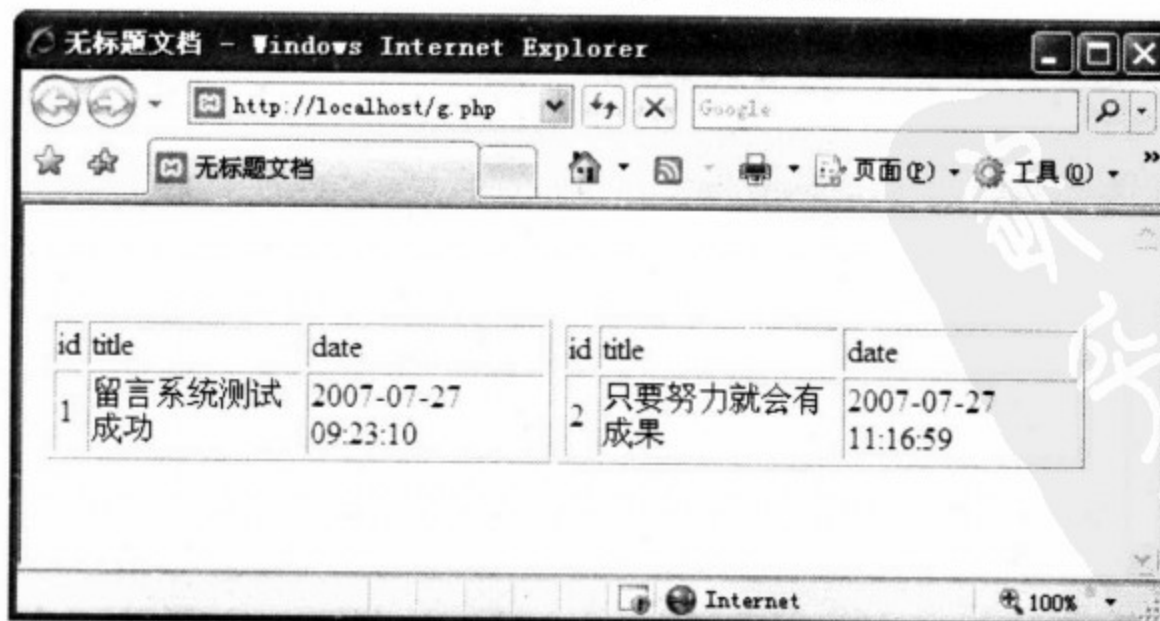 无标题文档 - Windows Internet Explorer
http://localhost/g.php
Google
无标题文档
页面(P)
工具(O)
»
id title date
1 留言系统测试成功 2007-07-27 09:23:10
id title date
2 只要努力就会有成果 2007-07-27 11:16:59
Internet
100%